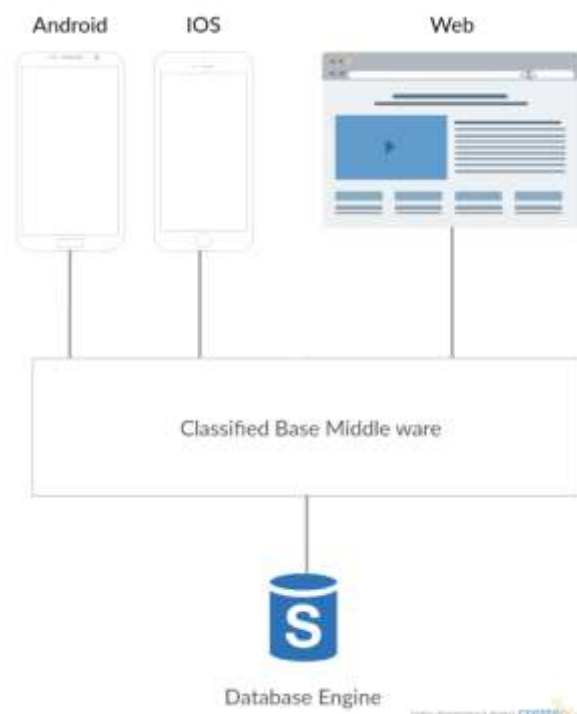 Android
IOS
Web
Classified Base Middle ware
S
Database Engine